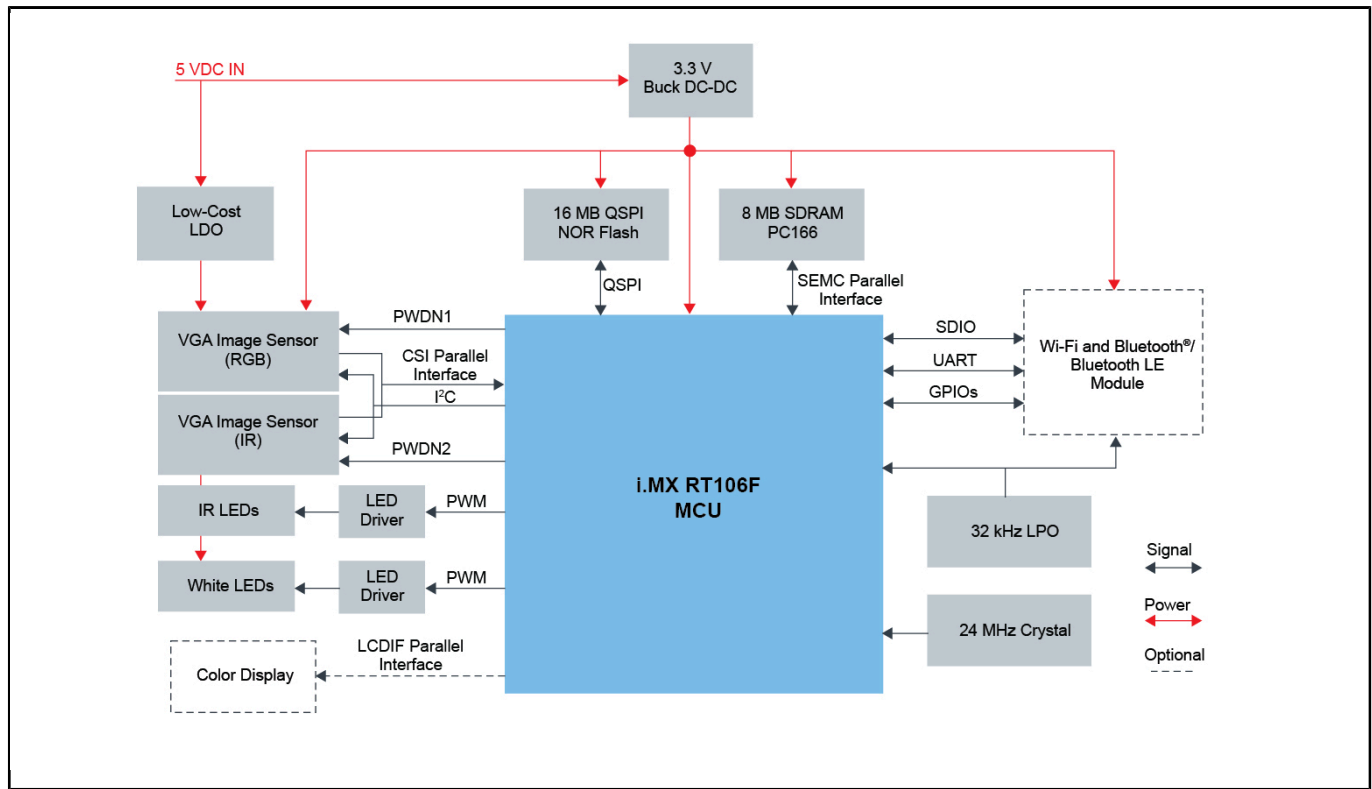 5 VDC IN
3.3 V
Buck DC-DC
Low-Cost
LDO
16 MB QSPI
NOR Flash
8 MB SDRAM
PC166
QSPI
SEMC Parallel
Interface
VGA Image Sensor
(RGB)
PWDN1
CSI Parallel
Interface
I²C
VGA Image Sensor
(IR)
PWDN2
SDIO
UART
GPIOs
Wi-Fi and Bluetooth®/
Bluetooth LE
Module
i.MX RT106F
MCU
IR LEDs
LED
Driver
PWM
White LEDs
LED
Driver
PWM
32 kHz LPO
24 MHz Crystal
LCDIF Parallel
Interface
Color Display
Signal
Power
Optional